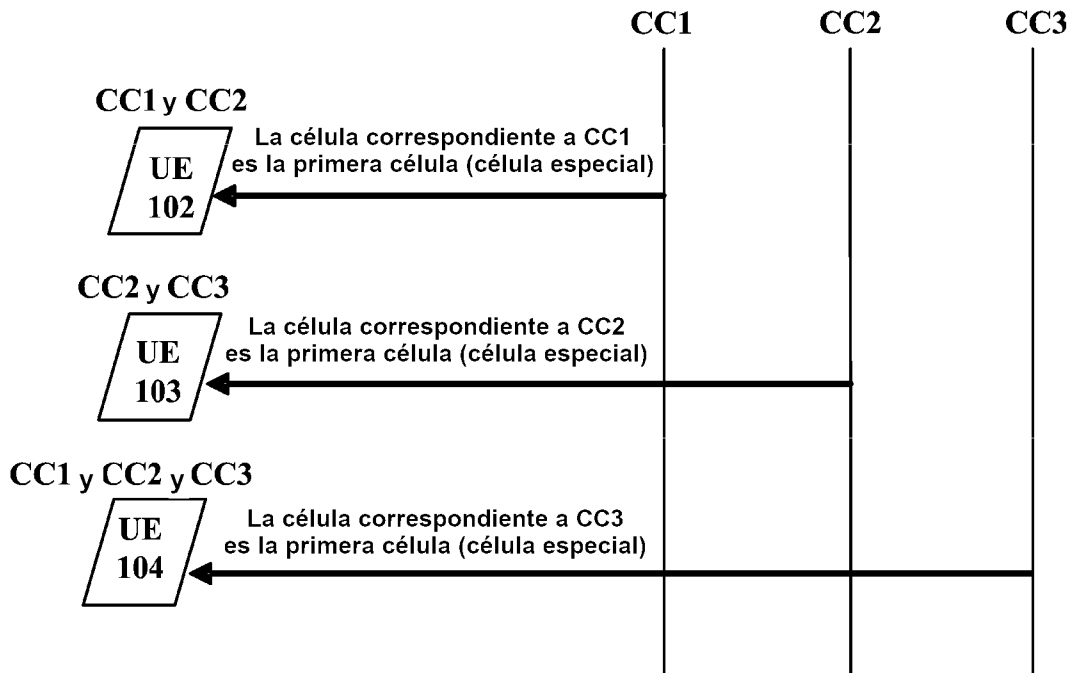 CC1 CC2 CC3
CC1 y CC2
UE
102
La célula correspondiente a CC1
es la primera célula (célula especial)
CC2 y CC3
UE
103
La célula correspondiente a CC2
es la primera célula (célula especial)
CC1 y CC2 y CC3
UE
104
La célula correspondiente a CC3
es la primera célula (célula especial)